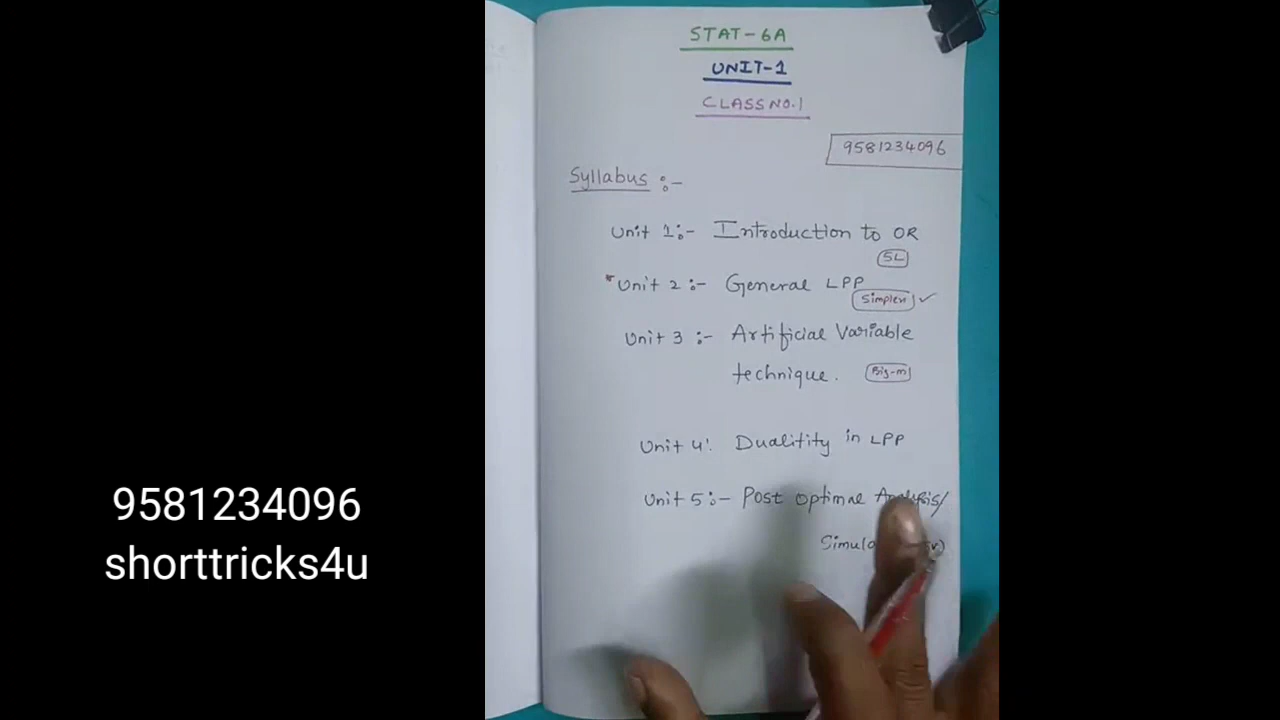 STAT-6A
UNIT-1
CLASS NO.1
9581234096
Syllabus :-
Unit 1:- Introduction to OR
SL
*Unit 2:- General LPP
Simplex ✓
Unit 3 :- Artificial Variable
technique. Big-m
Unit 4: Dualitity in LPP
Unit 5:- Post optimal Analysis/
9581234096
shorttricks4u